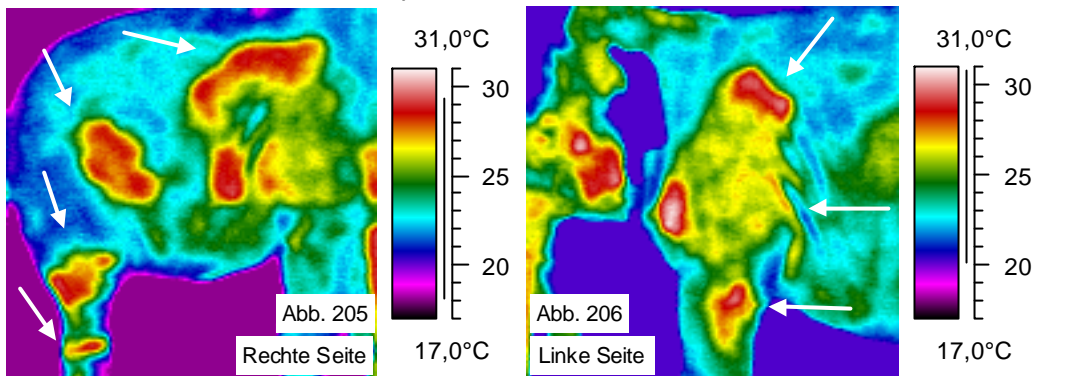 31,0°C
30
25
20
17,0°C
Abb. 205
Rechte Seite
31,0°C
30
25
20
17,0°C
Abb. 206
Linke Seite